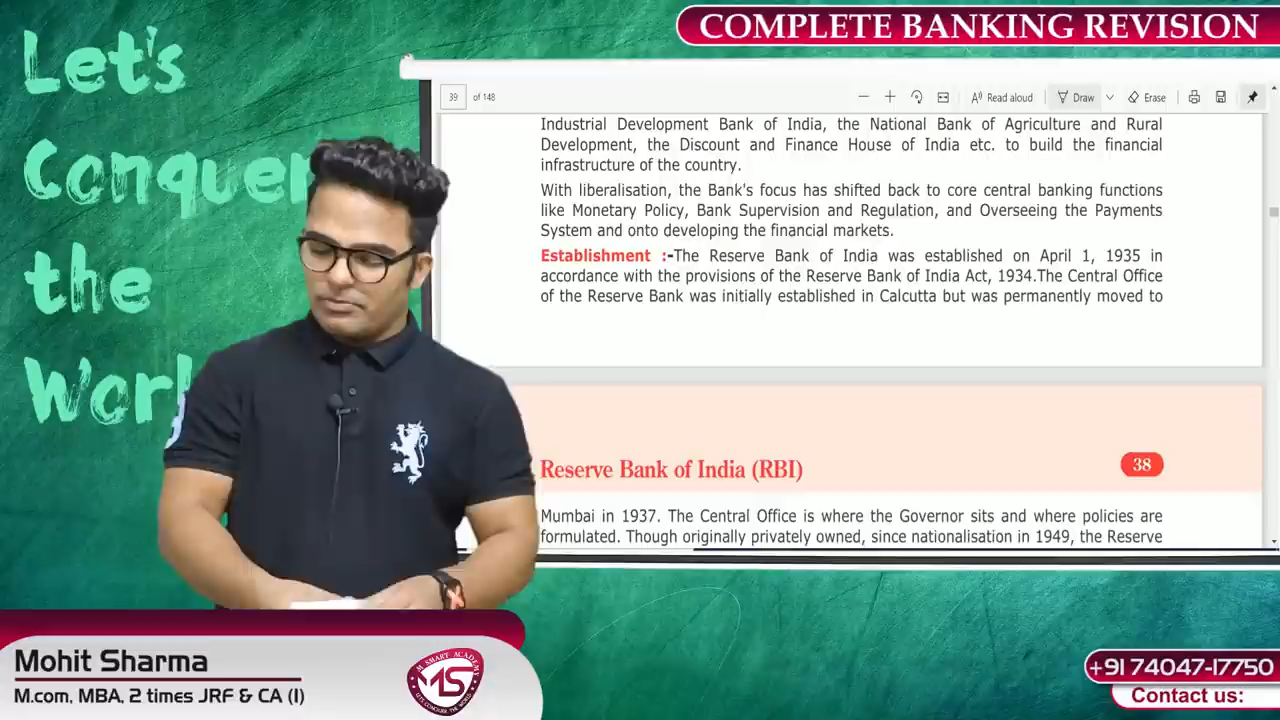 COMPLETE BANKING REVISION
Let's
Conquer
the
Worl
39 of 148
Read aloud
Draw
Erase
Industrial Development Bank of India, the National Bank of Agriculture and Rural
Development, the Discount and Finance House of India etc. to build the financial
infrastructure of the country.
With liberalisation, the Bank's focus has shifted back to core central banking functions
like Monetary Policy, Bank Supervision and Regulation, and Overseeing the Payments
System and onto developing the financial markets.
Establishment :-The Reserve Bank of India was established on April 1, 1935 in
accordance with the provisions of the Reserve Bank of India Act, 1934.The Central Office
of the Reserve Bank was initially established in Calcutta but was permanently moved to
Reserve Bank of India (RBI)
38
Mumbai in 1937. The Central Office is where the Governor sits and where policies are
formulated. Though originally privately owned, since nationalisation in 1949, the Reserve
Mohit Sharma
M.com, MBA, 2 times JRF & CA (I)
M SMART ACADEMY
MS
LET'S CONQUER THE WORLD
+91 74047-17750
Contact us: